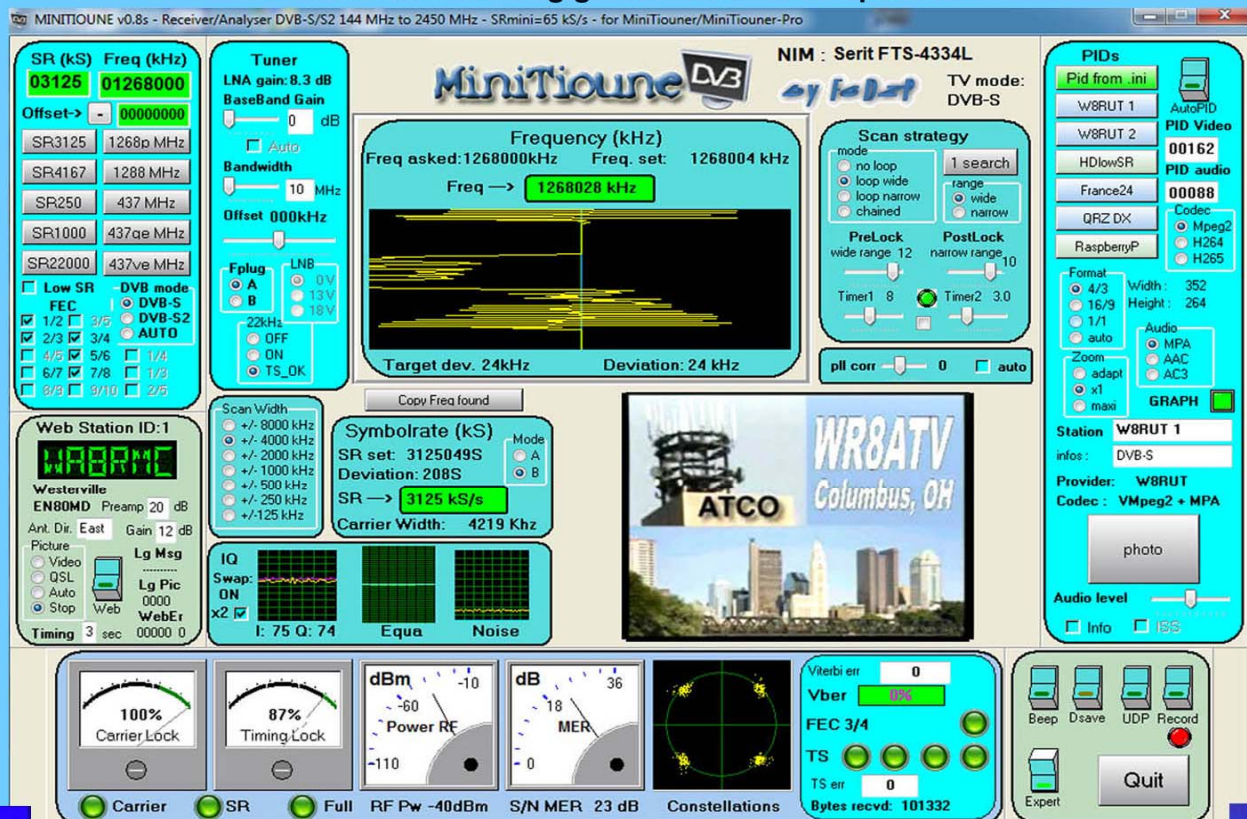 MINITIOUNE v0.8s - Receiver/Analyser DVB-S/S2 144 MHz to 2450 MHz - SRmini=65 kS/s - for MiniTiouner/MiniTiouner-Pro
SR (kS) Freq (kHz)
03125 01268000
Offset-> - 00000000
SR3125 1268p MHz
SR4167 1288 MHz
SR250 437 MHz
SR1000 437qe MHz
SR22000 437ve MHz
Low SR
FEC
1/2 3/5
2/3 3/4
4/5 5/6 1/4
6/7 7/8 1/3
8/9 9/10 2/5
DVB mode
DVB-S
DVB-S2
AUTO
Tuner
LNA gain:8.3 dB
BaseBand Gain
0 dB
Auto
Bandwidth
10 MHz
Offset 000kHz
Fplug
A
B
LNB
0V
13V
18V
22kHz
OFF
ON
TS_OK
MiniTioune DVB
by F6DZP
NIM : Serit FTS-4334L
TV mode:
DVB-S
Frequency (kHz)
Freq asked:1268000kHz Freq. set: 1268004 kHz
Freq —> 1268028 kHz
Target dev. 24kHz Deviation: 24 kHz
Scan strategy
mode
no loop
loop wide
loop narrow
chained
1 search
range
wide
narrow
PreLock PostLock
wide range 12 narrow range 10
Timer1 8 Timer2 3.0
pll corr 0 auto
PIDs
Pid from .ini
W8RUT 1
W8RUT 2
HDlowSR
France24
QRZ DX
RaspberryP
AutoPID
PID Video
00162
PID audio
00088
Codec
Mpeg2
H264
H265
Format
4/3
16/9
1/1
auto
Width : 352
Height : 264
Audio
MPA
AAC
AC3
Zoom
adapt
x1
maxi
GRAPH
Station W8RUT 1
infos : DVB-S
Provider: W8RUT
Codec : VMpeg2 + MPA
photo
Audio level
Info ISS
Web Station ID:1
WA8RMC
Westerville
EN80MD Preamp 20 dB
Ant. Dir. East Gain 12 dB
Picture
Video
QSL
Auto
Stop
Web
Lg Msg
Lg Pic
0000
WebEr
00000 0
Timing 3 sec
Scan Width
+/- 8000 kHz
+/- 4000 kHz
+/- 2000 kHz
+/- 1000 kHz
+/- 500 kHz
+/- 250 kHz
+/-125 kHz
Copy Freq found
Symbolrate (kS)
SR set: 3125049S
Deviation: 208S
SR —> 3125 kS/s
Carrier Width: 4219 Khz
Mode
A
B
IQ
Swap:
ON
x2
I: 75 Q: 74 Equa Noise
WR8ATV
Columbus, OH
ATCO
100%
Carrier Lock
87%
Timing Lock
dBm
-10
-60
Power RF
-110
dB
36
18
MER
0
Carrier SR Full RF Pw -40dBm S/N MER 23 dB Constellations
Viterbi err 0
Vber 0%
FEC 3/4
TS
TS err 0
Bytes recvd: 101332
Beep Dsave UDP Record
Expert
Quit